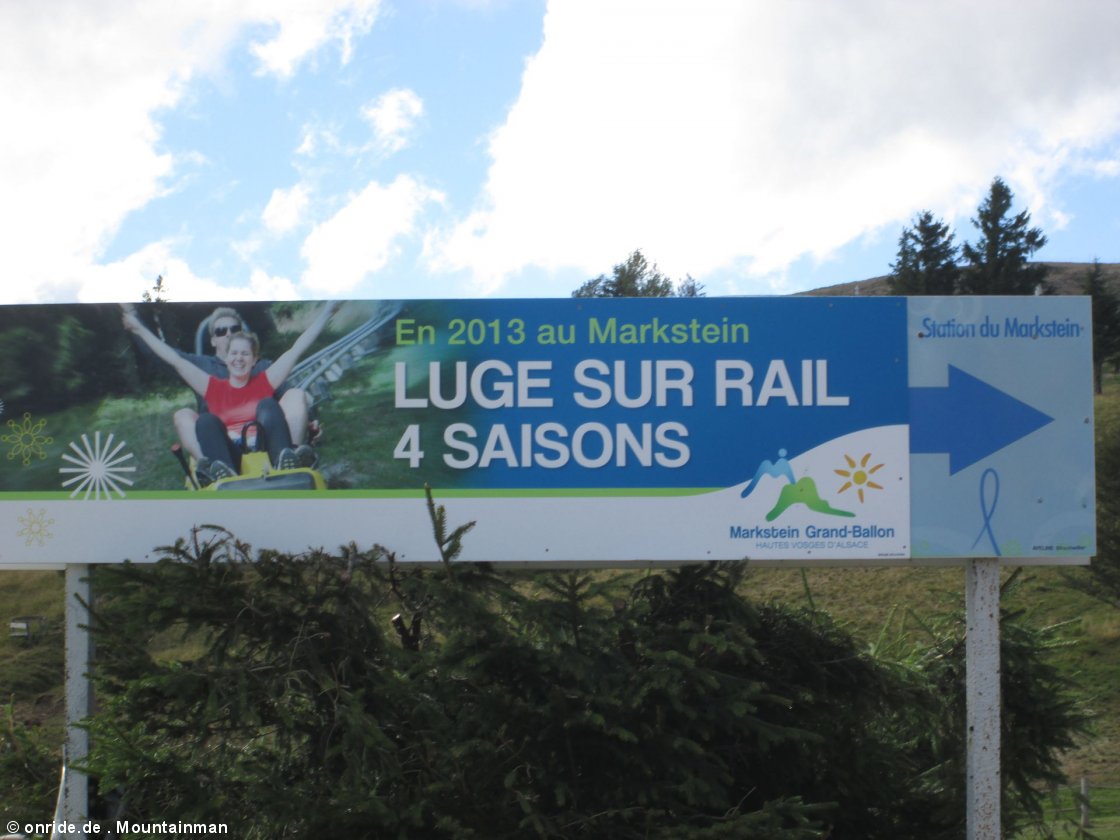 En 2013 au Markstein
LUGE SUR RAIL
4 SAISONS
Station du Markstein
Markstein Grand-Ballon
HAUTES VOSGES D'ALSACE
© onride.de . Mountainman